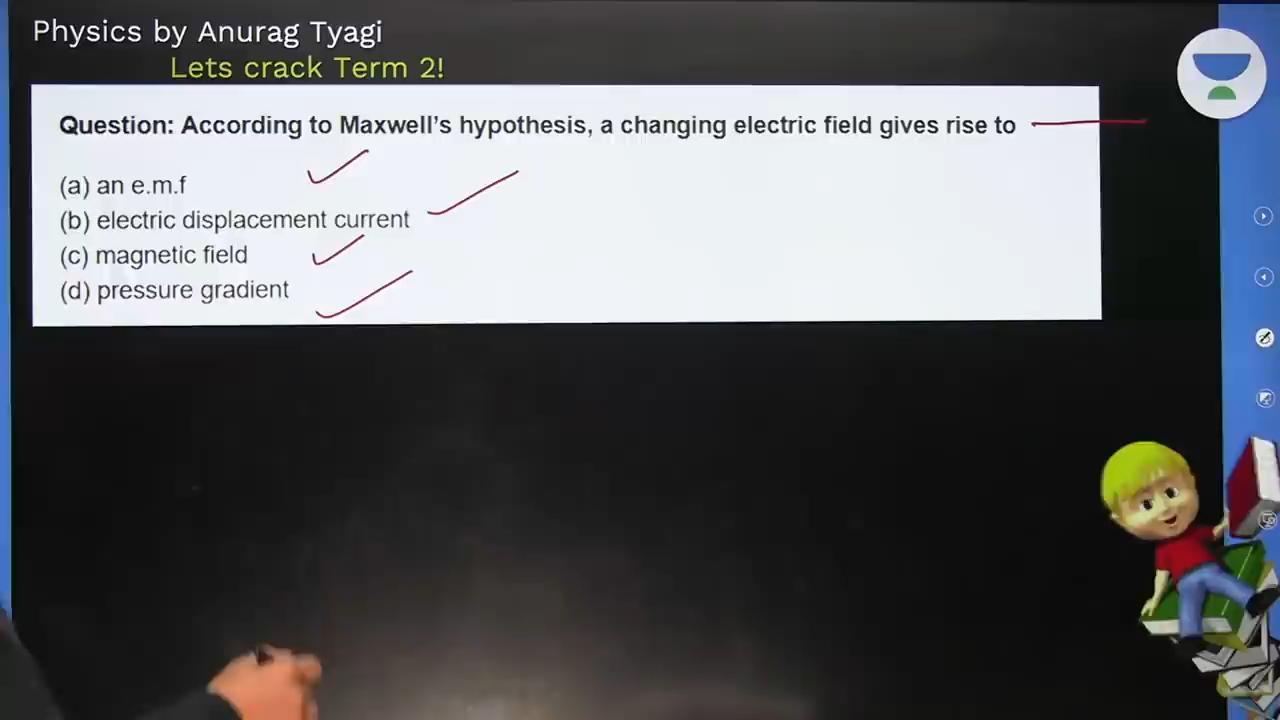 Physics by Anurag Tyagi
Lets crack Term 2!
Question: According to Maxwell's hypothesis, a changing electric field gives rise to
(a) an e.m.f
(b) electric displacement current
(c) magnetic field
(d) pressure gradient